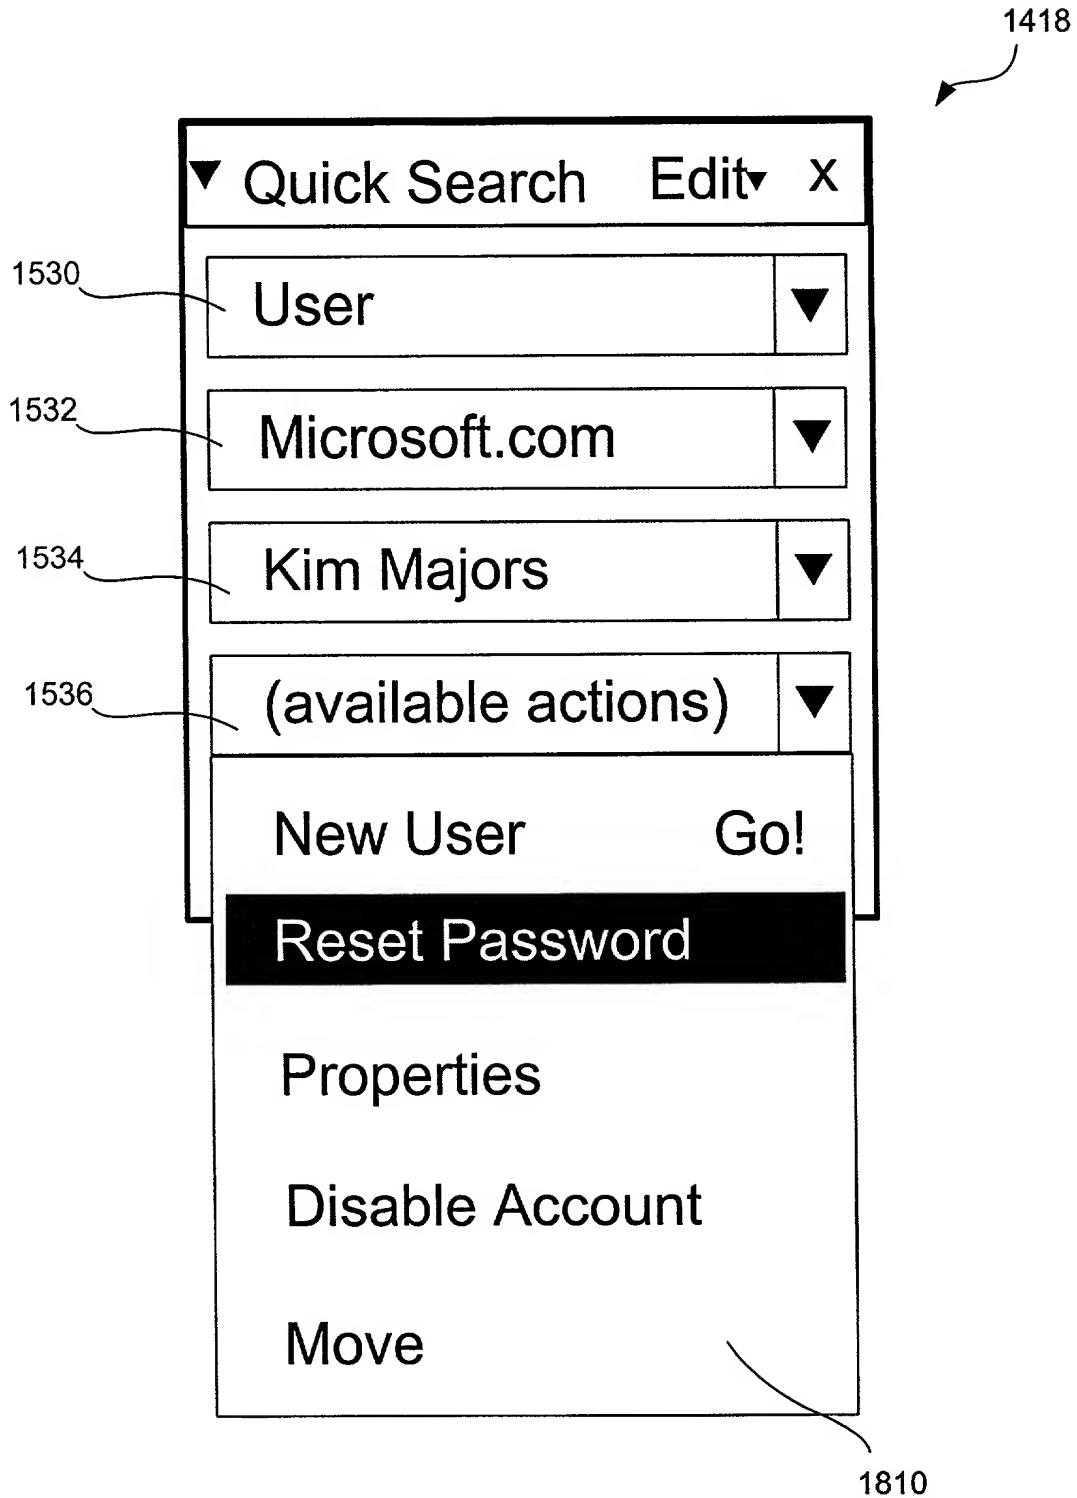 1418
Quick Search Edit x
1530
User
1532
Microsoft.com
1534
Kim Majors
1536
(available actions)
New User Go!
Reset Password
Properties
Disable Account
Move
1810